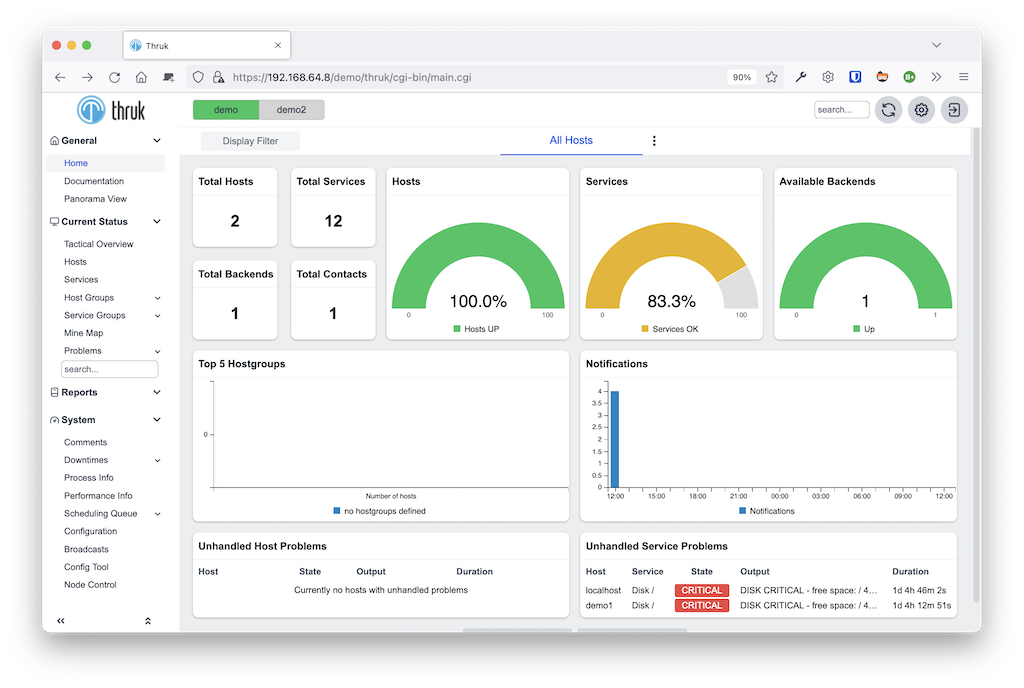 Thruk
https://192.168.64.8/demo/thruk/cgi-bin/main.cgi
90%
thruk
demo
demo2
search...
General
Home
Documentation
Panorama View
Current Status
Tactical Overview
Hosts
Services
Host Groups
Service Groups
Mine Map
Problems
search...
Reports
System
Comments
Downtimes
Process Info
Performance Info
Scheduling Queue
Configuration
Broadcasts
Config Tool
Node Control
Display Filter
All Hosts
Total Hosts
2
Total Services
12
Total Backends
1
Total Contacts
1
Hosts
100.0%
0 100
Hosts UP
Services
83.3%
0 100
Services OK
Available Backends
1
0 1
Up
Top 5 Hostgroups
0
Number of hosts
no hostgroups defined
Notifications
4
3.5
3
2.5
2
1.5
1
0.5
0
12:00 15:00 18:00 21:00 00:00 03:00 06:00 09:00 12:00
Notifications
Unhandled Host Problems
Host State Output Duration
Currently no hosts with unhandled problems
Unhandled Service Problems
Host Service State Output Duration
localhost Disk / CRITICAL DISK CRITICAL - free space: / 4... 1d 4h 46m 2s
demo1 Disk / CRITICAL DISK CRITICAL - free space: / 4... 1d 4h 12m 51s